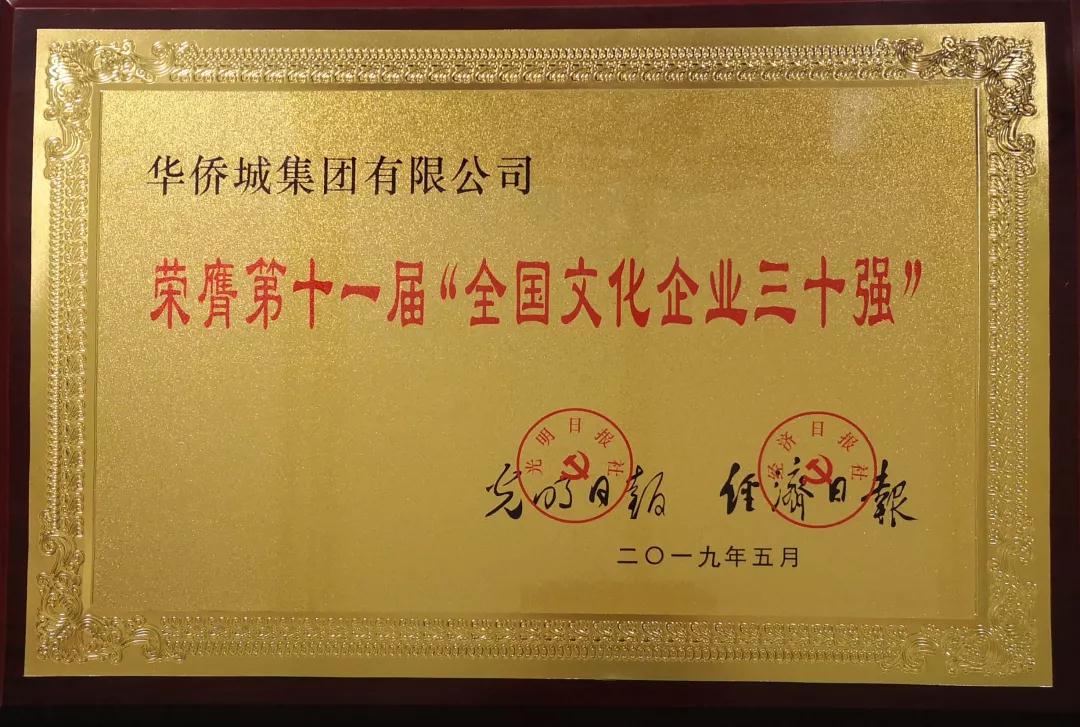 华侨城集团有限公司
荣膺第十一届“全国文化企业三十强”
光明日报社
经济日报社
光明日报
经济日报
二〇一九年五月